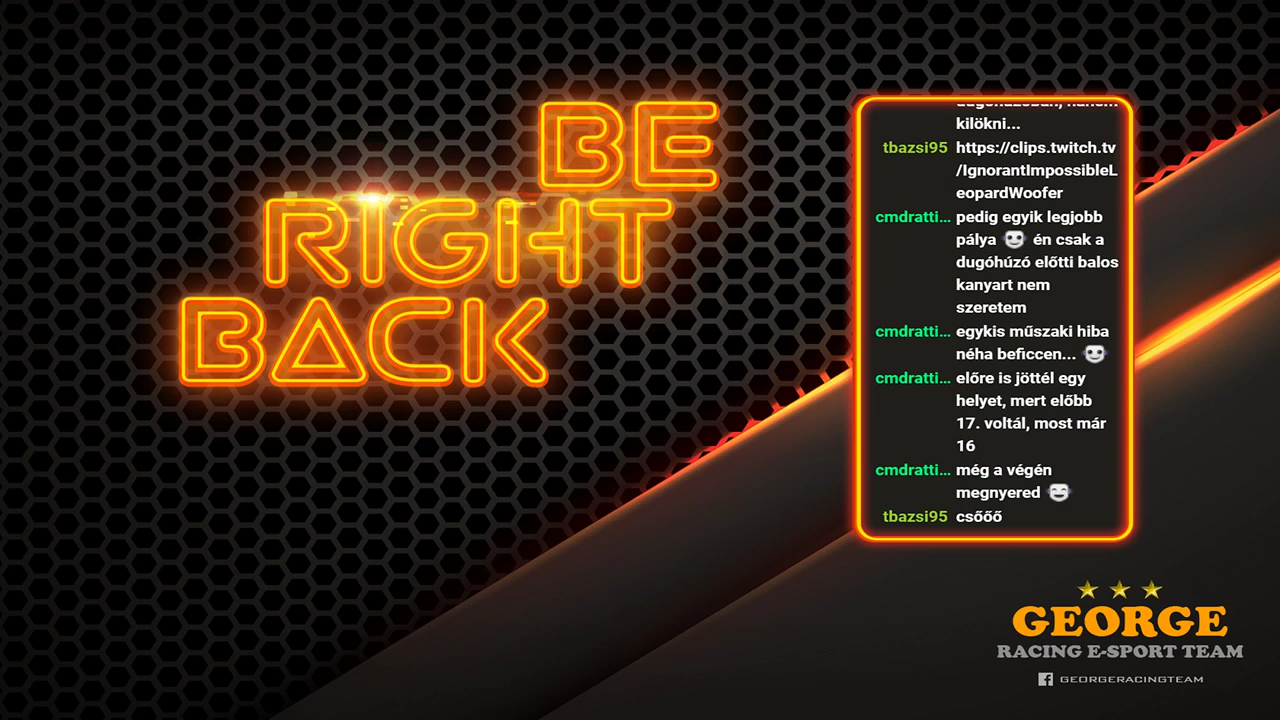 BE
RIGHT
BACK
kilökni...
tbazsi95 https://clips.twitch.tv
/IgnorantImpossibleL
eopardWoofer
cmdratti... pedig egyik legjobb
pálya én csak a
dugóhúzó előtti balos
kanyart nem
szeretem
cmdratti... egykis műszaki hiba
néha beficcen...
cmdratti... előre is jöttél egy
helyet, mert előbb
17. voltál, most már
16
cmdratti... még a végén
megnyered
tbazsi95 csőőő
GEORGE
RACING E-SPORT TEAM
GEORGERACINGTEAM